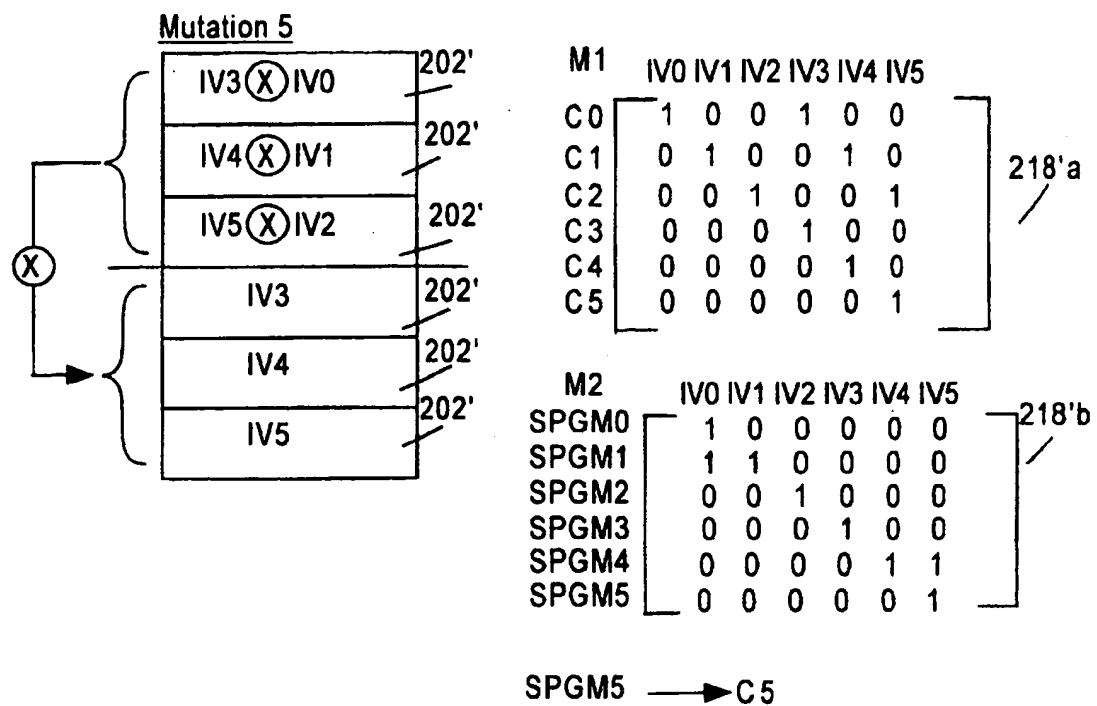 Mutation 5
IV3 X IV0 202'
IV4 X IV1 202'
IV5 X IV2 202'
X
IV3 202'
IV4 202'
IV5 202'
M1 IV0 IV1 IV2 IV3 IV4 IV5
C0 1 0 0 1 0 0
C1 0 1 0 0 1 0
C2 0 0 1 0 0 1
C3 0 0 0 1 0 0
C4 0 0 0 0 1 0
C5 0 0 0 0 0 1
218'a
M2 IV0 IV1 IV2 IV3 IV4 IV5
SPGM0 1 0 0 0 0 0
SPGM1 1 1 0 0 0 0
SPGM2 0 0 1 0 0 0
SPGM3 0 0 0 1 0 0
SPGM4 0 0 0 0 1 1
SPGM5 0 0 0 0 0 1
218'b
SPGM5 → C5